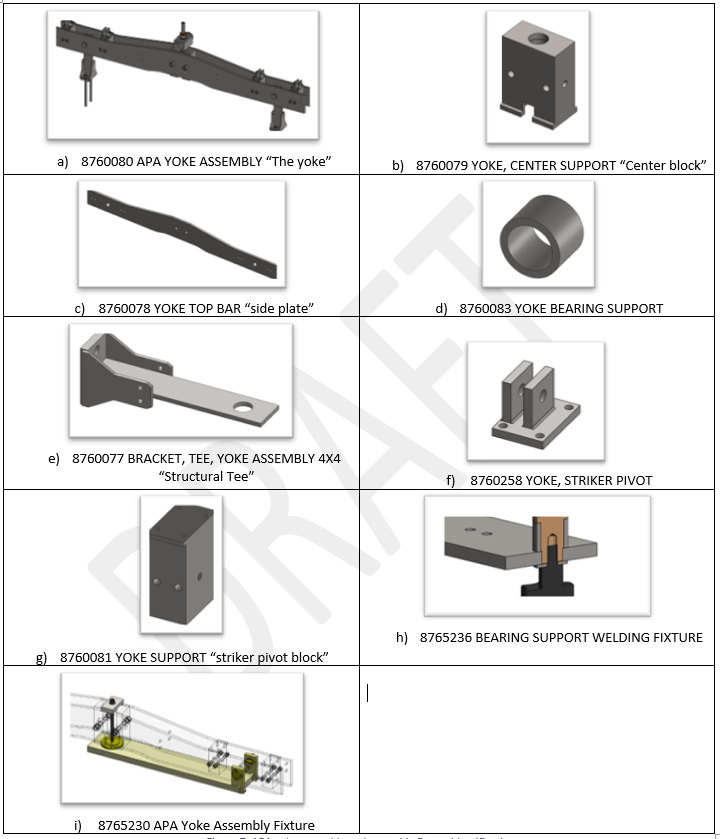 a) 8760080 APA YOKE ASSEMBLY “The yoke”
b) 8760079 YOKE, CENTER SUPPORT “Center block”
c) 8760078 YOKE TOP BAR “side plate”
d) 8760083 YOKE BEARING SUPPORT
e) 8760077 BRACKET, TEE, YOKE ASSEMBLY 4X4
“Structural Tee”
f) 8760258 YOKE, STRIKER PIVOT
g) 8760081 YOKE SUPPORT “striker pivot block”
h) 8765236 BEARING SUPPORT WELDING FIXTURE
i) 8765230 APA Yoke Assembly Fixture
DRAFT